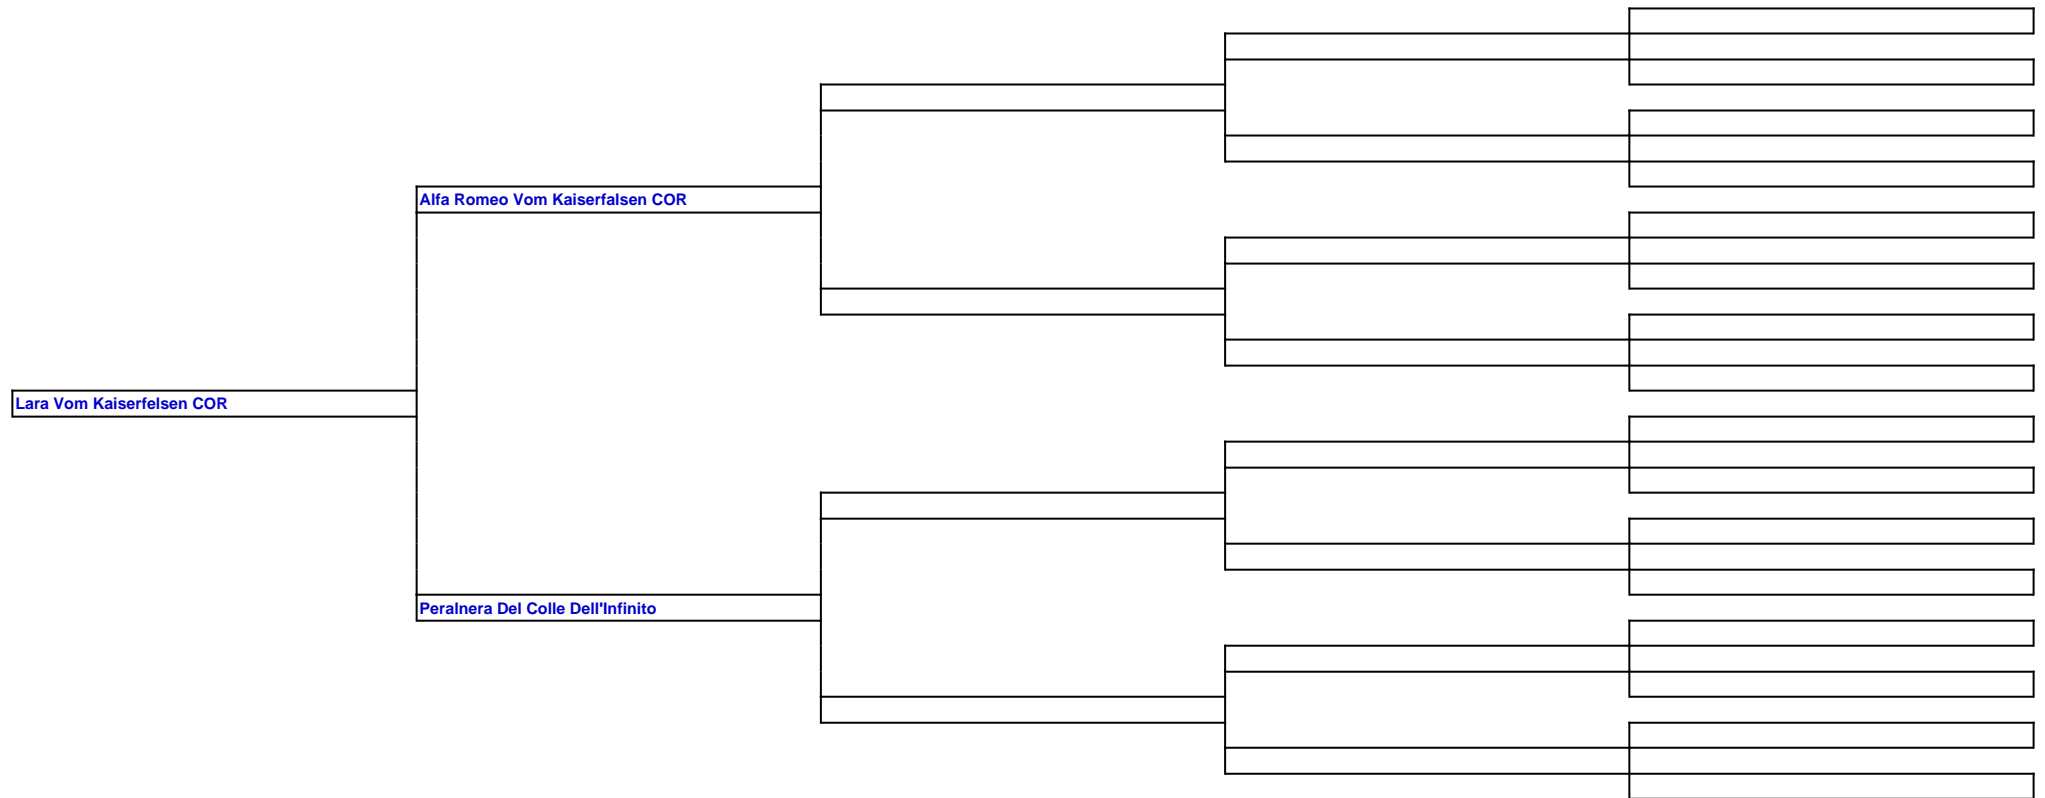 Alfa Romeo Vom Kaiserfalsen COR
Lara Vom Kaiserfelsen COR
Peralnera Del Colle Dell'Infinito